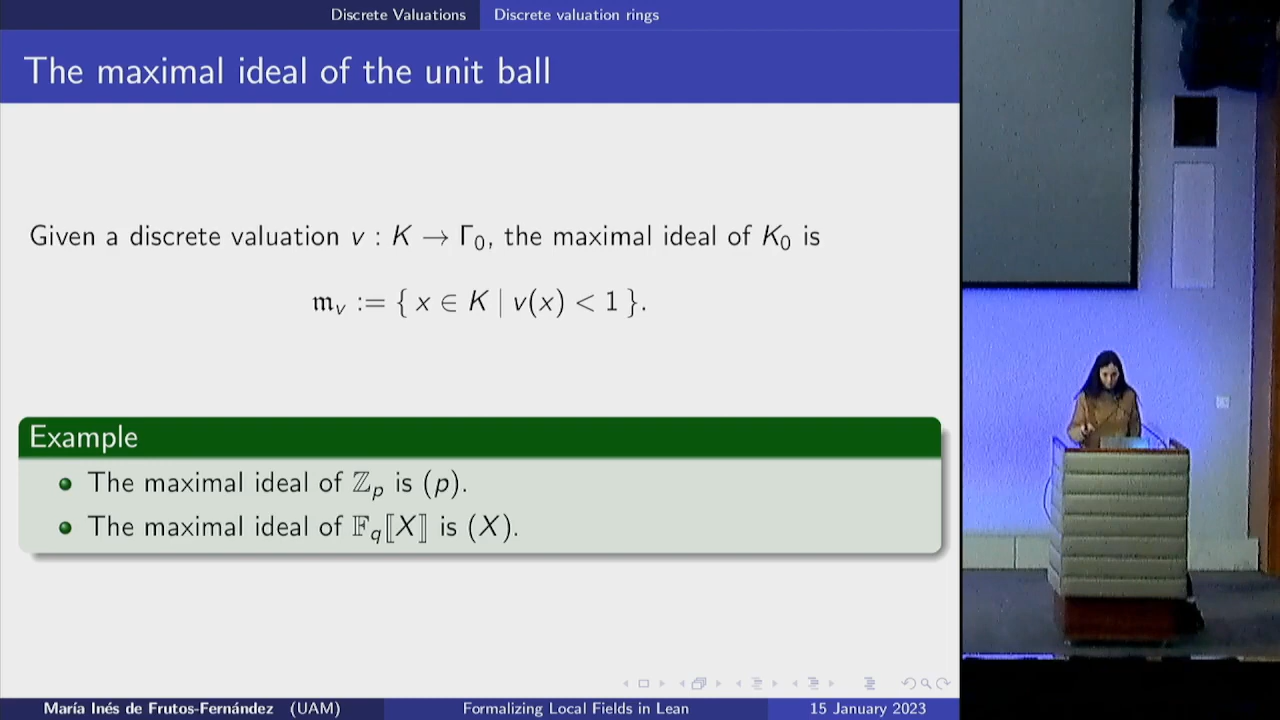 Discrete Valuations Discrete valuation rings
The maximal ideal of the unit ball
Given a discrete valuation v : K → Γ₀, the maximal ideal of K₀ is
𝔪ᵥ := { x ∈ K | v(x) < 1 }.
Example
The maximal ideal of ℤₚ is (p).
The maximal ideal of 𝔽_q⟦X⟧ is (X).
María Inés de Frutos-Fernández (UAM) Formalizing Local Fields in Lean 15 January 2023